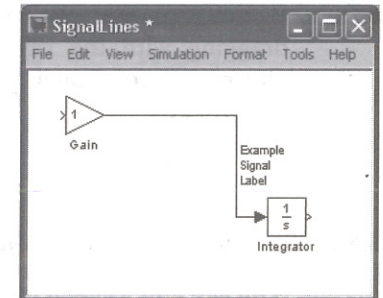 SignalLines *
File Edit View Simulation Format Tools Help
1
Gain
Example
Signal
Label
1
s
Integrator